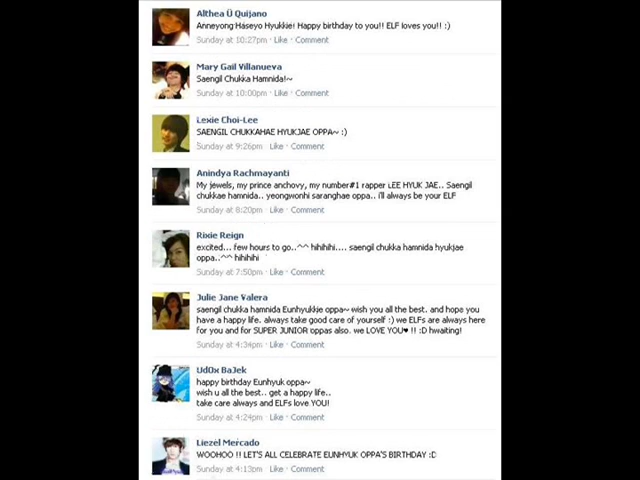 Althea Ü Quijano
Anneyong Haseyo Hyukkie! Happy birthday to you!! ELF loves you!! :)
Sunday at 10:27pm · Like · Comment
Mary Gail Villanueva
Saengil Chukka Hamnida!~
Sunday at 10:00pm · Like · Comment
Lexie Choi-Lee
SAENGIL CHUKKAHAE HYUKJAE OPPA~ :)
Sunday at 9:26pm · Like · Comment
Anindya Rachmayanti
My jewels, my prince anchovy, my number#1 rapper LEE HYUK JAE.. Saengil
chukkae hamnida.. yeongwonhi saranghae oppa.. i'll always be your ELF
Sunday at 8:20pm · Like · Comment
Rixie Reign
excited... few hours to go..^^ hihihihi.... saengil chukka hamnida hyukjae
oppa..^^ hihihihi
Sunday at 7:50pm · Like · Comment
Julie Jane Valera
saengil chukka hamnida Eunhyukkie oppa~ wish you all the best. and hope you
have a happy life. always take good care of yourself :) we ELFs are always here
for you and for SUPER JUNIOR oppas also. we LOVE YOU♥ !! :D hwaiting!
Sunday at 4:34pm · Like · Comment
UdOx BaJek
happy birthday Eunhyuk oppa~
wish u all the best.. get a happy life..
take care always and ELFs love YOU!
Sunday at 4:24pm · Like · Comment
Liezel Mercado
WOOHOO !! LET'S ALL CELEBRATE EUNHYUK OPPA'S BIRTHDAY :D
Sunday at 4:13pm · Like · Comment